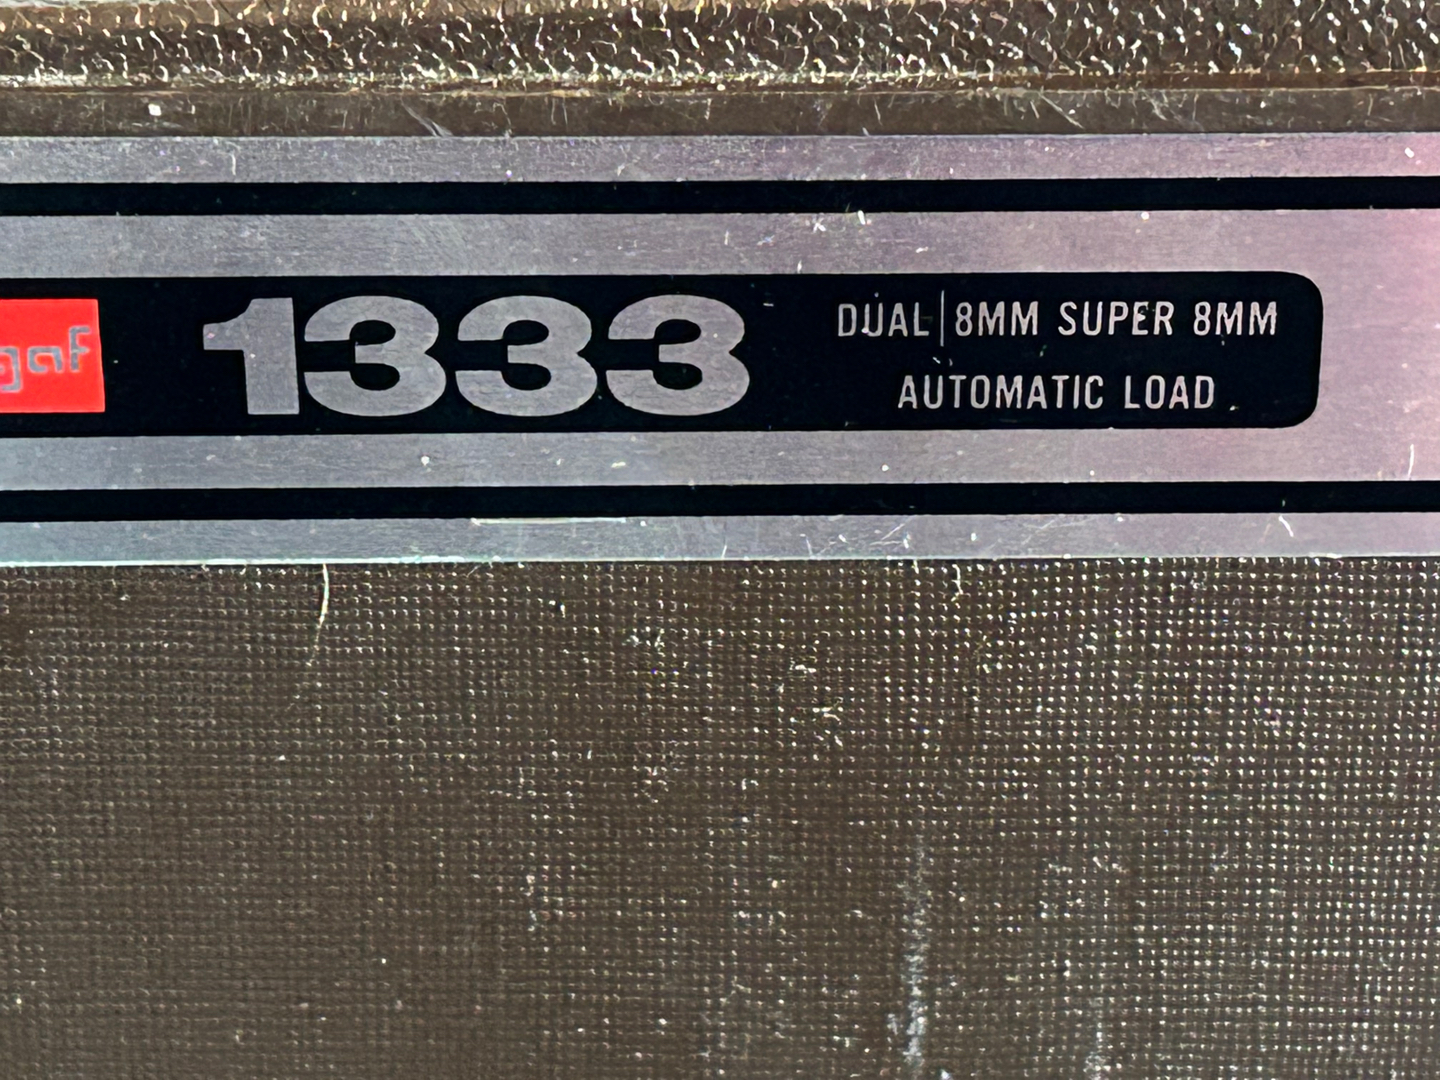 gaf 1333
DUAL|8MM SUPER 8MM
AUTOMATIC LOAD